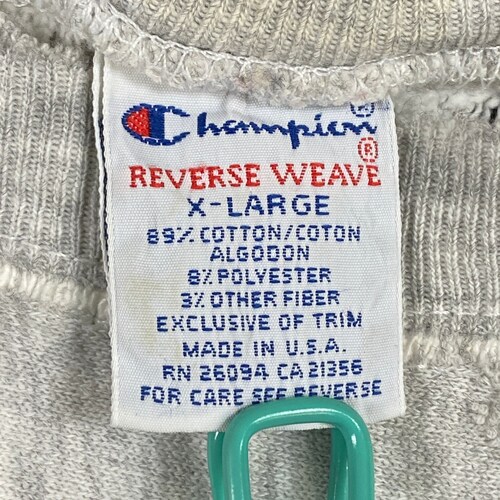 Champion®
REVERSE WEAVE®
X-LARGE
89% COTTON/COTON
ALGODON
8% POLYESTER
3% OTHER FIBER
EXCLUSIVE OF TRIM
MADE IN U.S.A.
RN 26094 CA 21356
FOR CARE SEE REVERSE